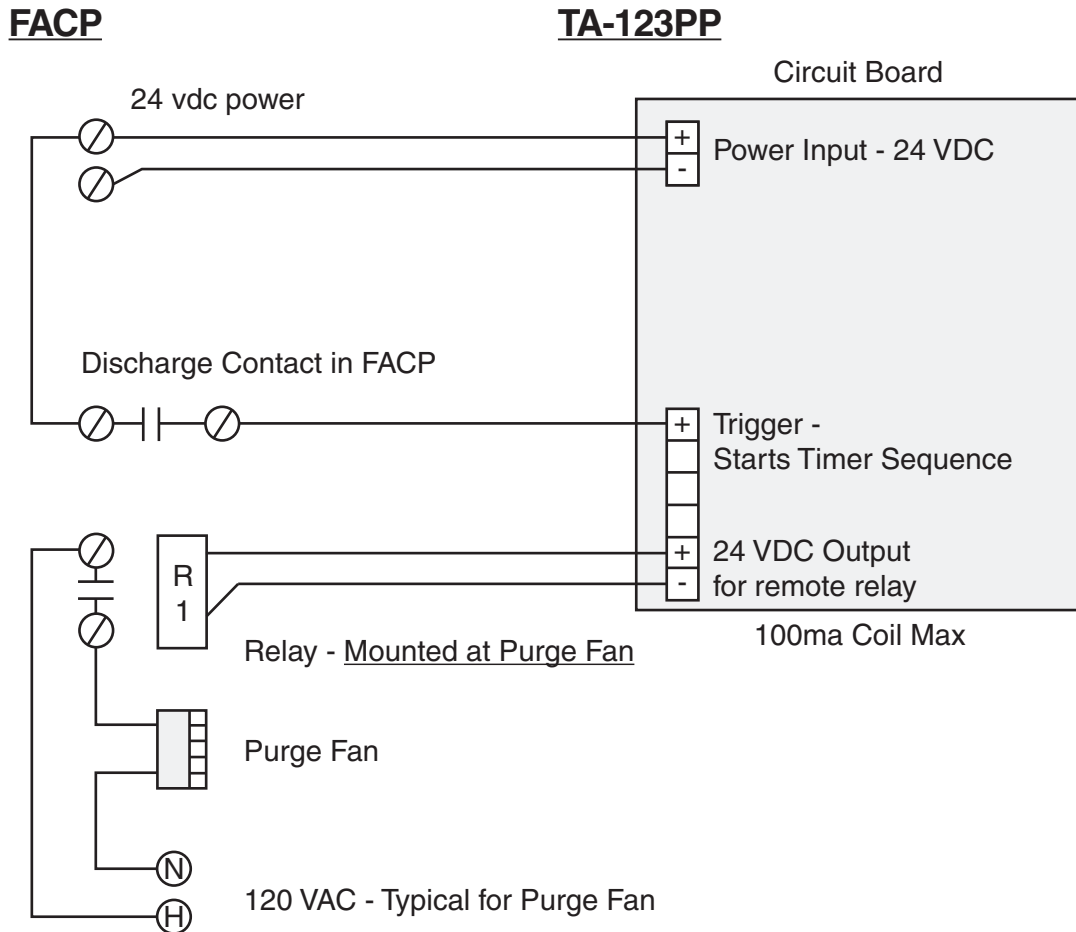 FACP
TA-123PP
Circuit Board
24 vdc power
+
Power Input - 24 VDC
-
Discharge Contact in FACP
+
Trigger -
Starts Timer Sequence
+
24 VDC Output
-
for remote relay
R
1
100ma Coil Max
Relay - Mounted at Purge Fan
Purge Fan
N
120 VAC - Typical for Purge Fan
H